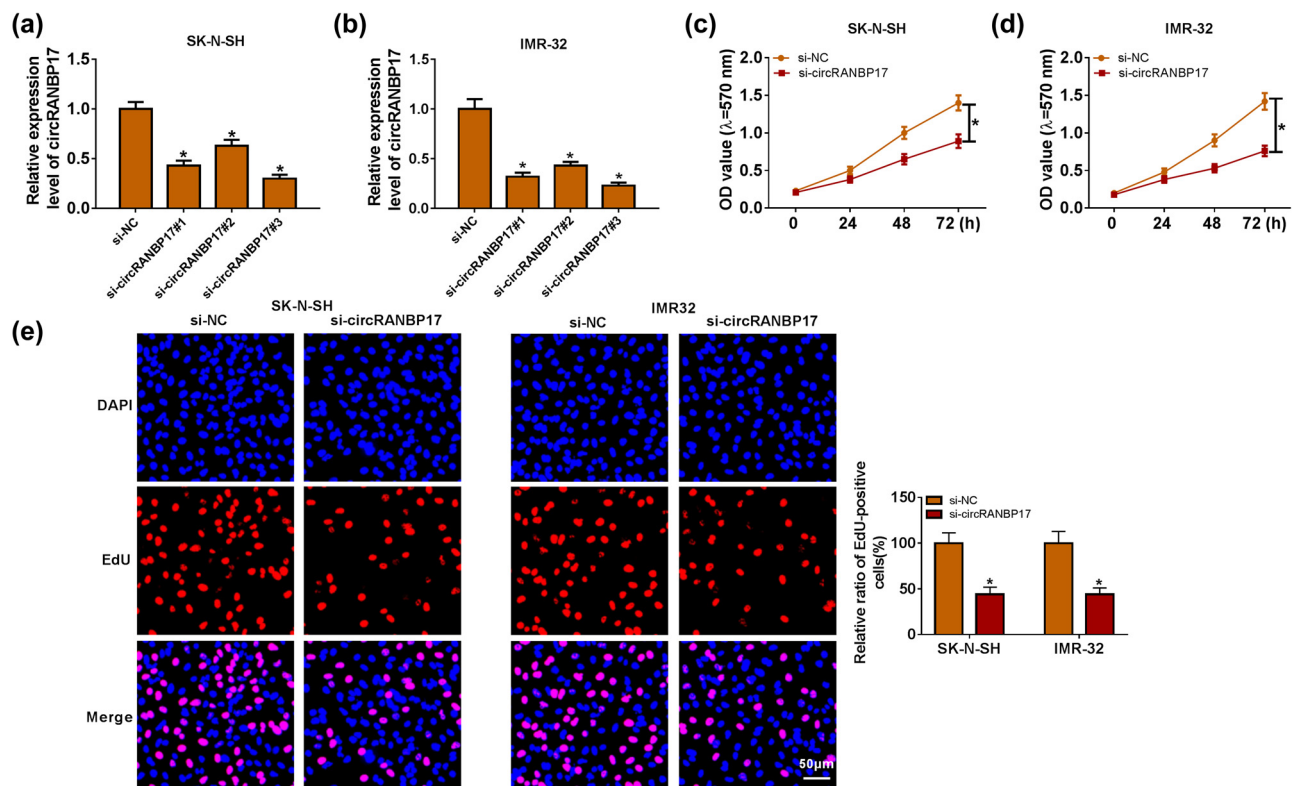 (a)
SK-N-SH
Relative expression
level of circRANBP17
1.5
1.0
0.5
0.0
si-NC
si-circRANBP17#1
si-circRANBP17#2
si-circRANBP17#3
*
*
*
(b)
IMR-32
Relative expression
level of circRANBP17
1.5
1.0
0.5
0.0
si-NC
si-circRANBP17#1
si-circRANBP17#2
si-circRANBP17#3
*
*
*
(c)
SK-N-SH
si-NC
si-circRANBP17
OD value (λ=570 nm)
2.0
1.5
1.0
0.5
0.0
0 24 48 72 (h)
*
(d)
IMR-32
si-NC
si-circRANBP17
OD value (λ=570 nm)
2.0
1.5
1.0
0.5
0.0
0 24 48 72 (h)
*
(e)
SK-N-SH
si-NC si-circRANBP17
IMR32
si-NC si-circRANBP17
DAPI
EdU
Merge
50μm
Relative ratio of EdU-positive
cells(%)
150
100
50
0
si-NC
si-circRANBP17
*
*
SK-N-SH IMR-32